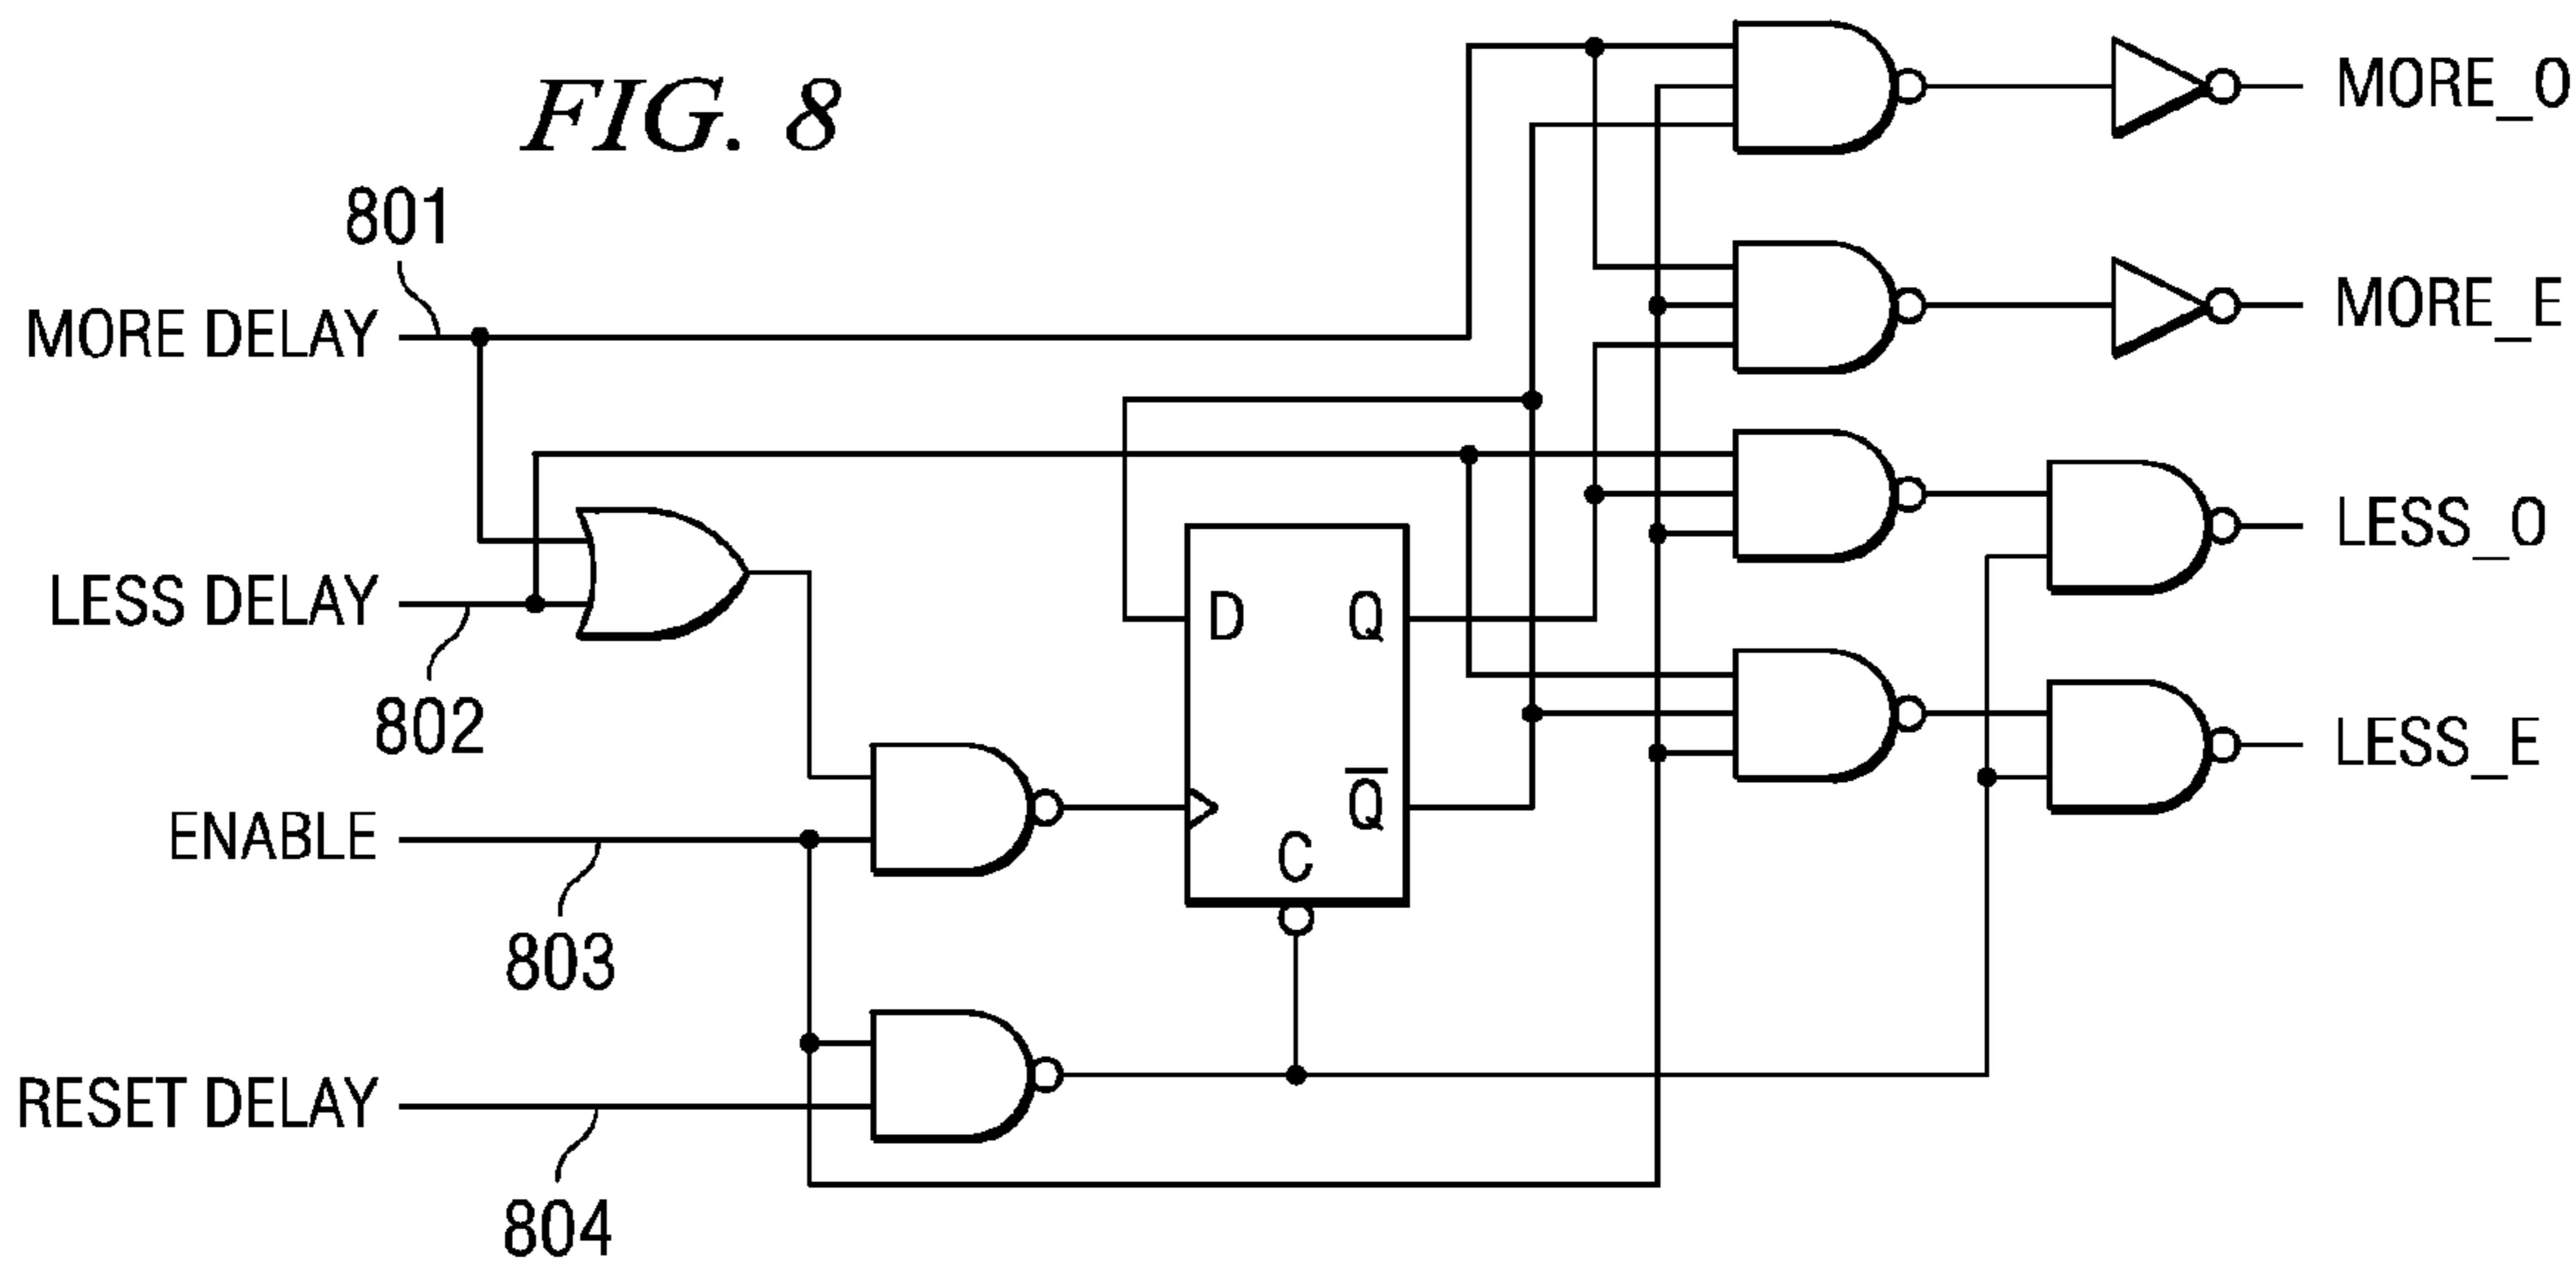 FIG. 8
801
MORE DELAY
LESS DELAY
802
ENABLE
803
RESET DELAY
804
D
Q
Q̅
C
MORE_O
MORE_E
LESS_O
LESS_E